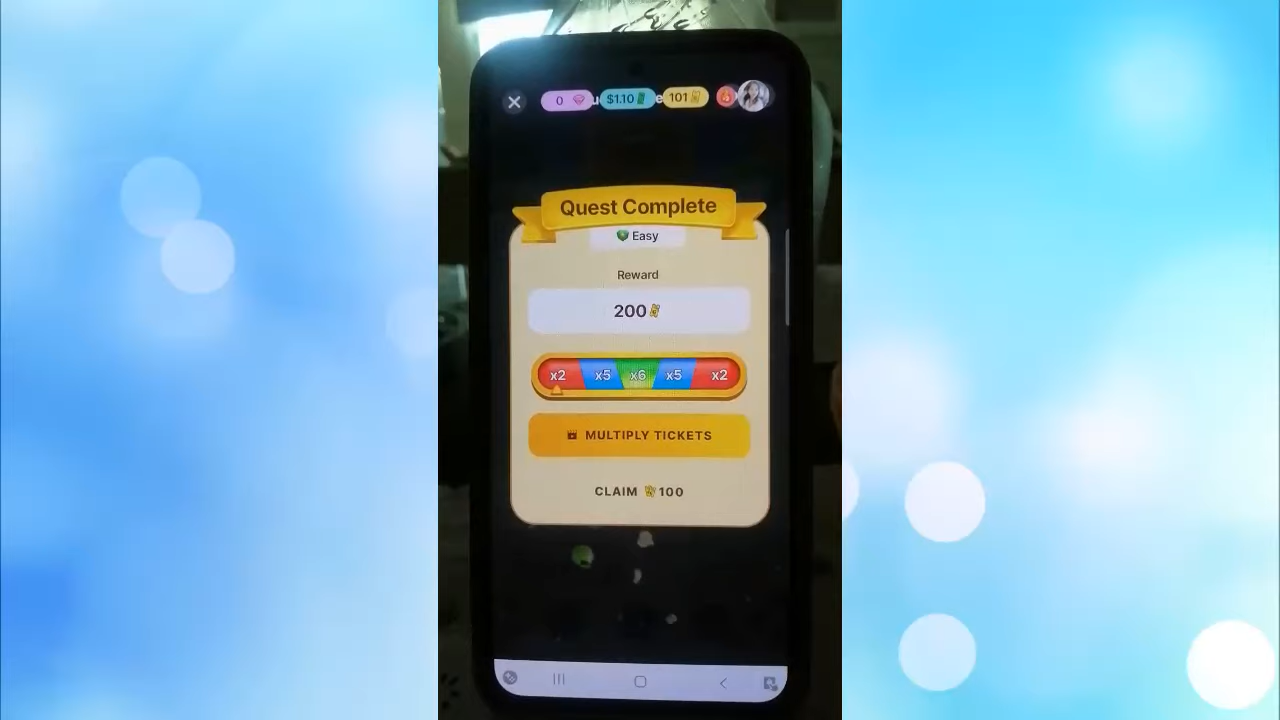 0 $1.10 101
Quest Complete
Easy
Reward
200
x2 x5 x6 x5 x2
MULTIPLY TICKETS
CLAIM 100